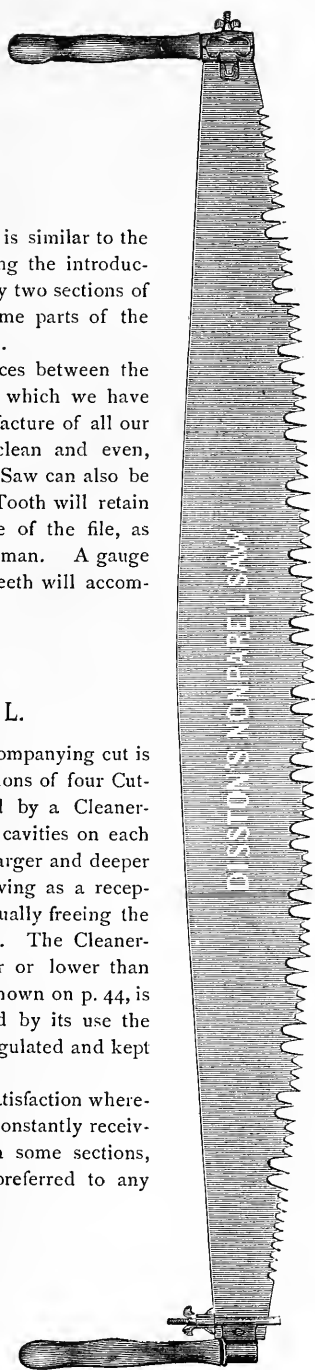 is similar to the
ng the introduc-
y two sections of
me parts of the
.
ces between the
which we have
facture of all our
clean and even,
Saw can also be
Tooth will retain
e of the file, as
man. A gauge
eeth will accom-
L.
companying cut is
ions of four Cut-
d by a Cleaner-
cavities on each
arger and deeper
ving as a recep-
ually freeing the
. The Cleaner-
r or lower than
hown on p. 44, is
d by its use the
gulated and kept
tisfaction where-
constantly receiv-
n some sections,
preferred to any
DISSTON'S NONPAREIL SAW